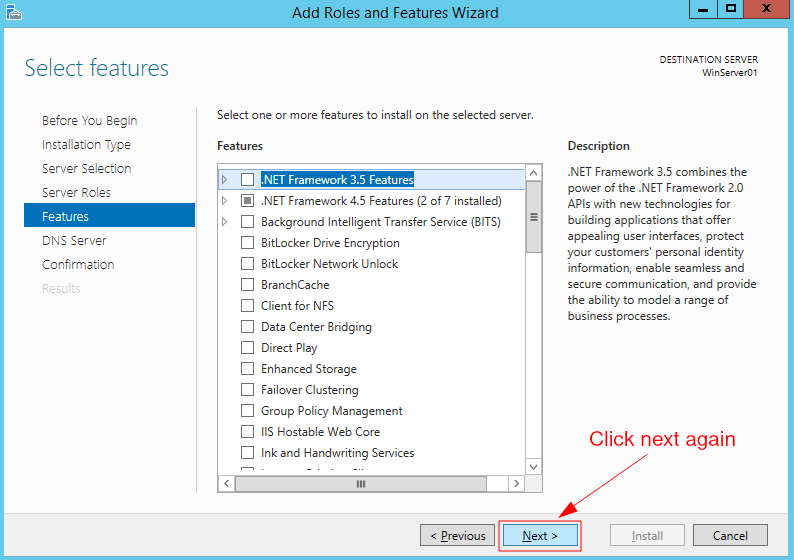 Add Roles and Features Wizard
Select features
DESTINATION SERVER
WinServer01
Before You Begin
Installation Type
Server Selection
Server Roles
Features
DNS Server
Confirmation
Results
Select one or more features to install on the selected server.
Features
.NET Framework 3.5 Features
.NET Framework 4.5 Features (2 of 7 installed)
Background Intelligent Transfer Service (BITS)
BitLocker Drive Encryption
BitLocker Network Unlock
BranchCache
Client for NFS
Data Center Bridging
Direct Play
Enhanced Storage
Failover Clustering
Group Policy Management
IIS Hostable Web Core
Ink and Handwriting Services
Description
.NET Framework 3.5 combines the
power of the .NET Framework 2.0
APIs with new technologies for
building applications that offer
appealing user interfaces, protect
your customers' personal identity
information, enable seamless and
secure communication, and provide
the ability to model a range of
business processes.
Click next again
< Previous
Next >
Install
Cancel